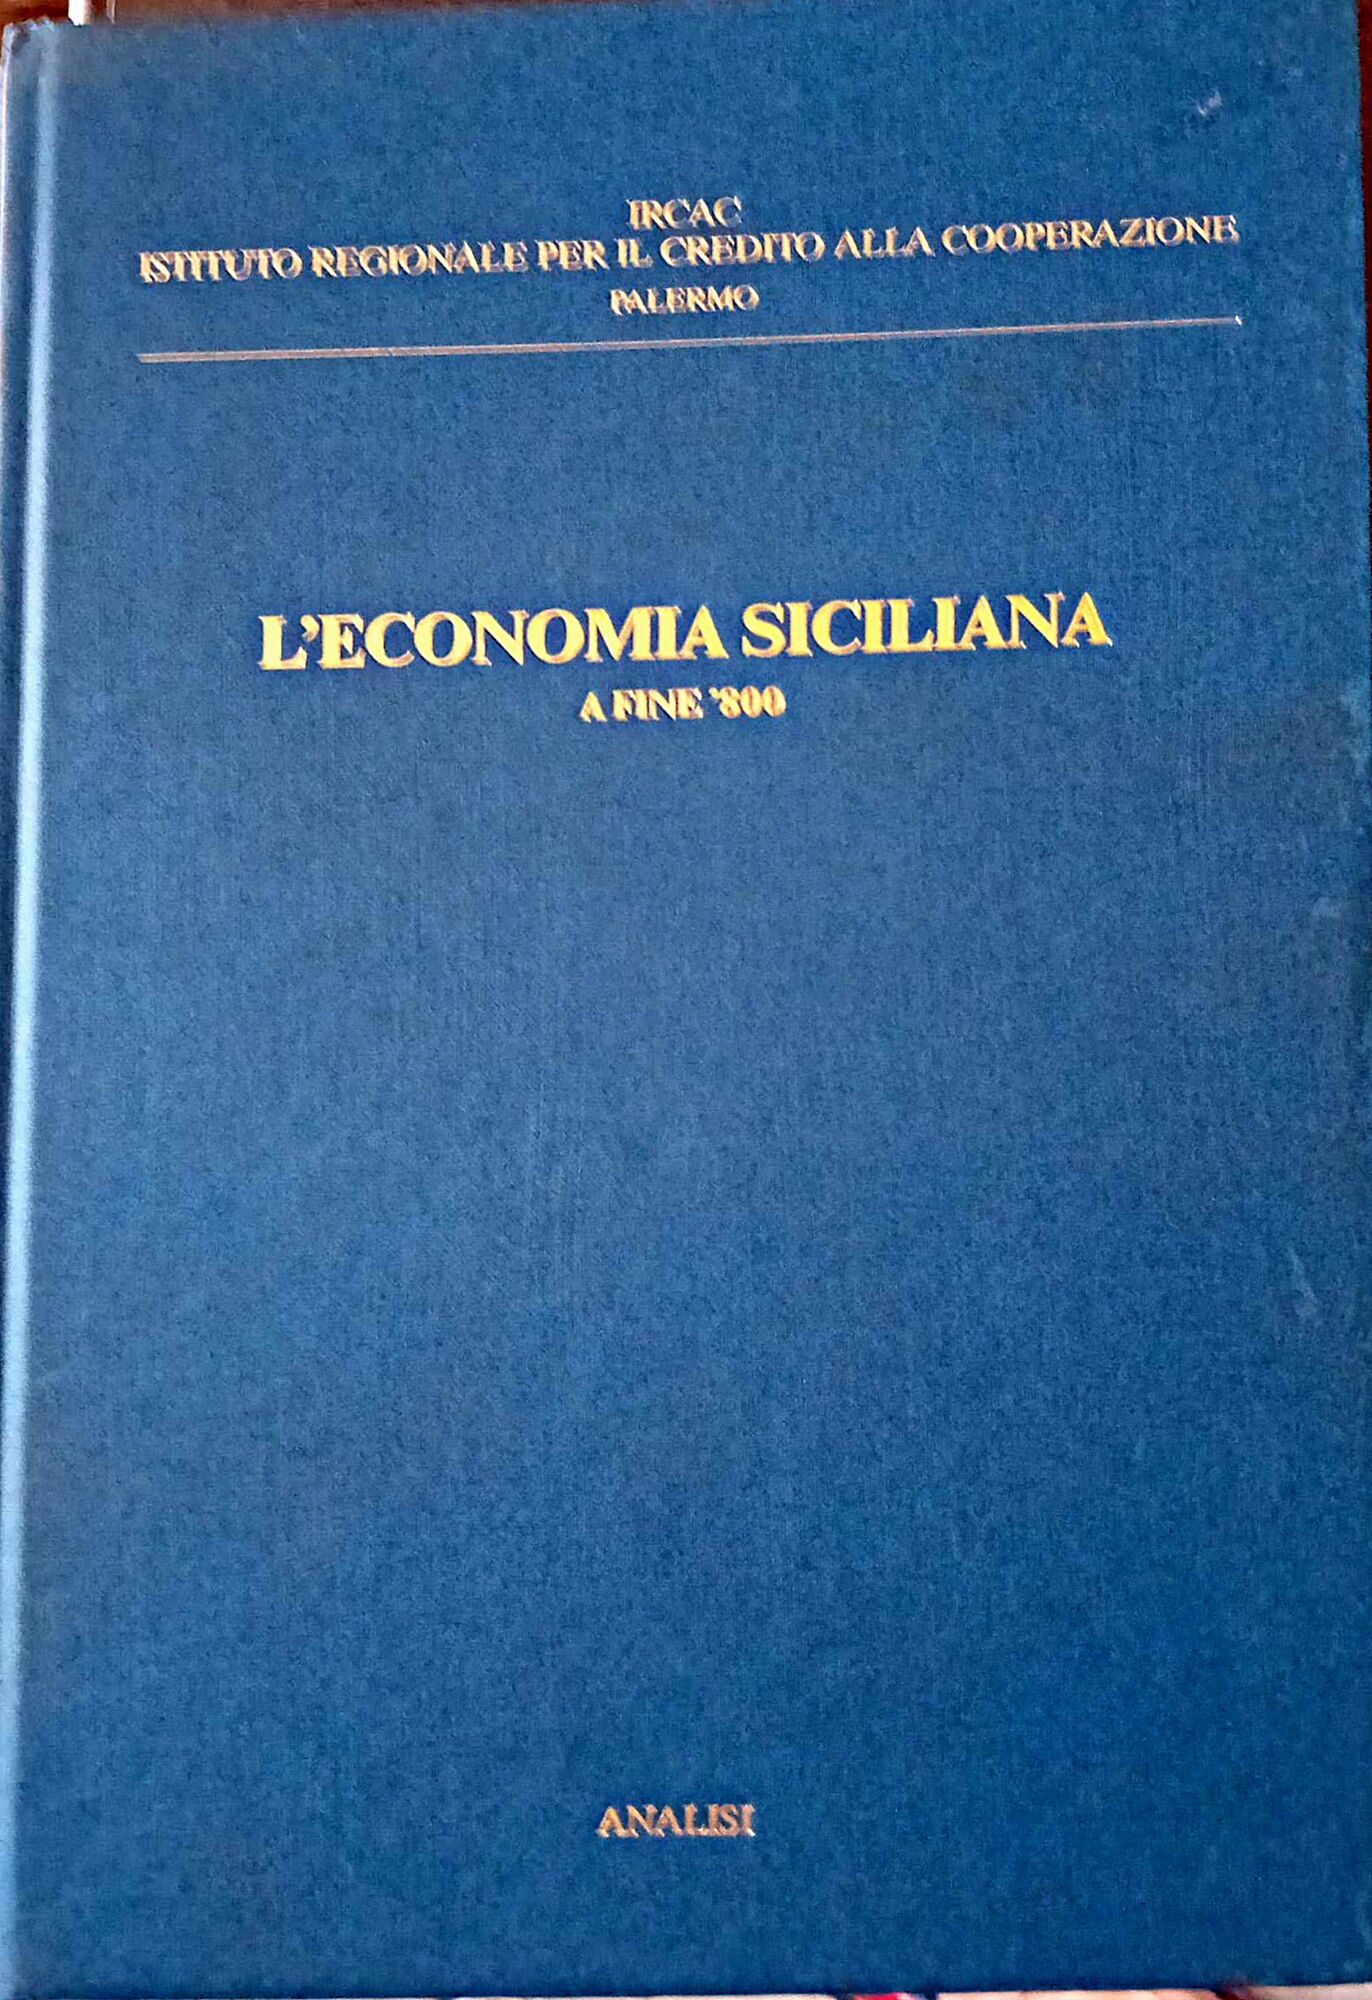 IRCAC
ISTITUTO REGIONALE PER IL CREDITO ALLA COOPERAZIONE
PALERMO
L'ECONOMIA SICILIANA
A FINE '800
ANALISI